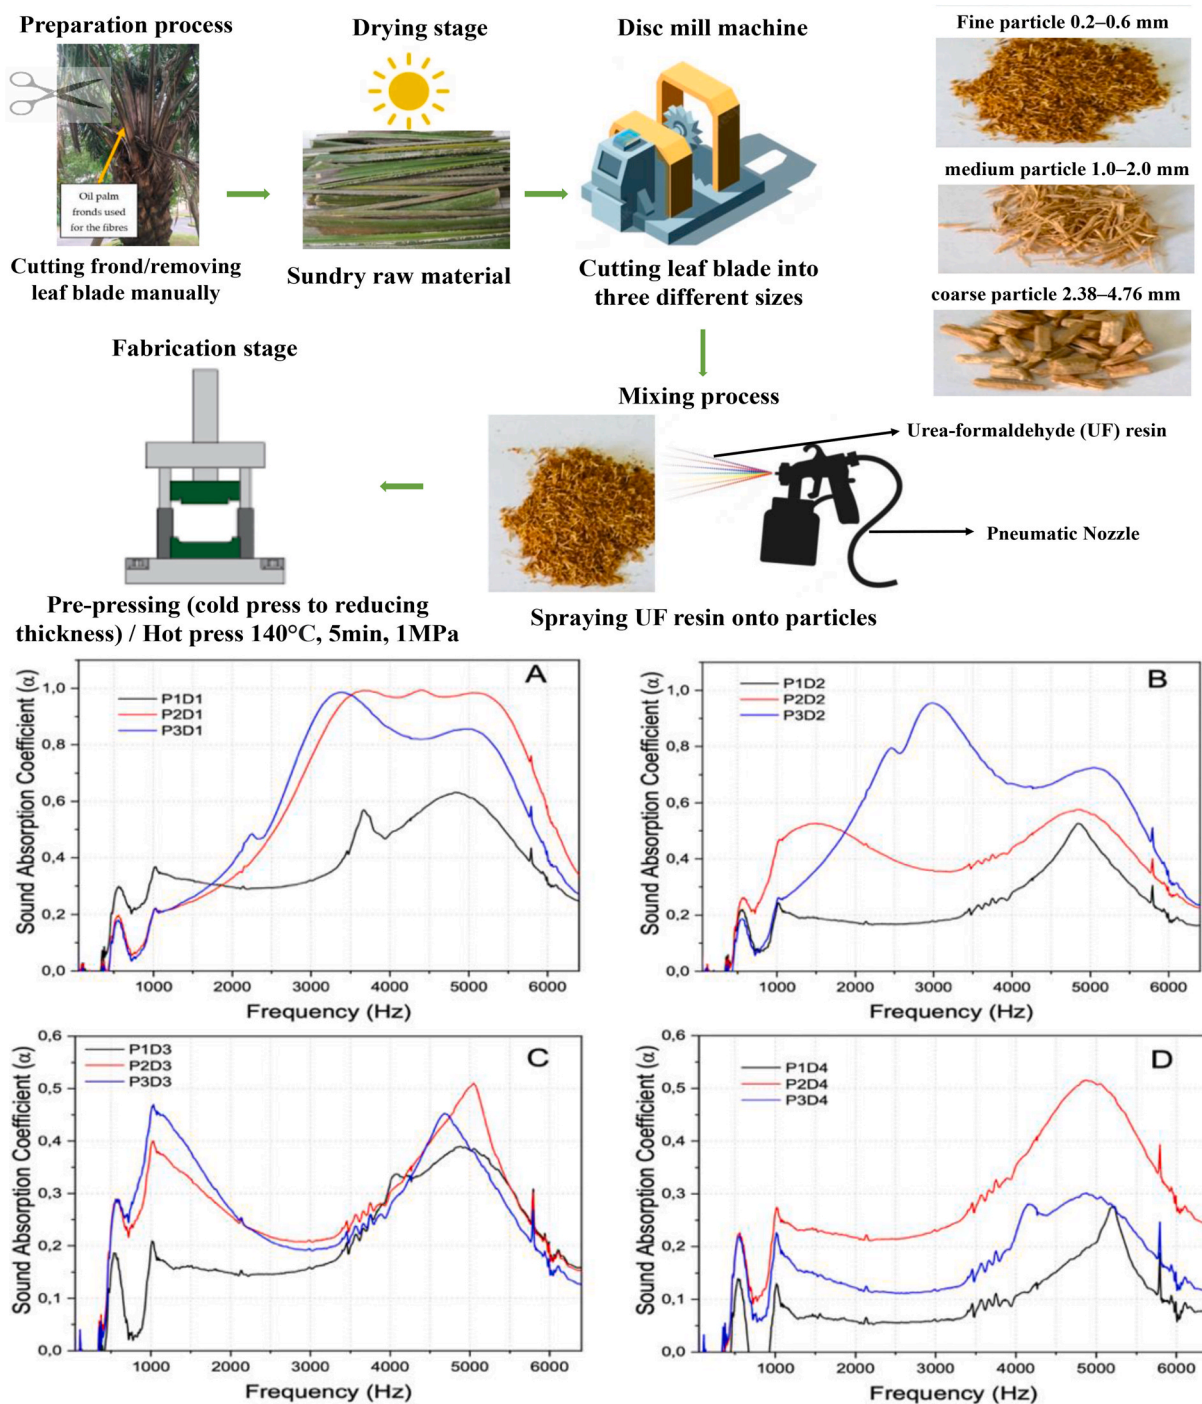 Preparation process
Oil palm
fronds used
for the fibres
Cutting frond/removing
leaf blade manually
Drying stage
Sundry raw material
Disc mill machine
Cutting leaf blade into
three different sizes
Fine particle 0.2–0.6 mm
medium particle 1.0–2.0 mm
coarse particle 2.38–4.76 mm
Mixing process
Urea-formaldehyde (UF) resin
Pneumatic Nozzle
Spraying UF resin onto particles
Fabrication stage
Pre-pressing (cold press to reducing
thickness) / Hot press 140°C, 5min, 1MPa
A
P1D1
P2D1
P3D1
Sound Absorption Coefficient (α)
1,0
0,8
0,6
0,4
0,2
0,0
1000 2000 3000 4000 5000 6000
Frequency (Hz)
B
P1D2
P2D2
P3D2
Sound Absorption Coefficient (α)
1,0
0,8
0,6
0,4
0,2
0,0
1000 2000 3000 4000 5000 6000
Frequency (Hz)
C
P1D3
P2D3
P3D3
Sound Absorption Coefficient (α)
0,6
0,5
0,4
0,3
0,2
0,1
0,0
1000 2000 3000 4000 5000 6000
Frequency (Hz)
D
P1D4
P2D4
P3D4
Sound Absorption Coefficient (α)
0,6
0,5
0,4
0,3
0,2
0,1
0,0
1000 2000 3000 4000 5000 6000
Frequency (Hz)